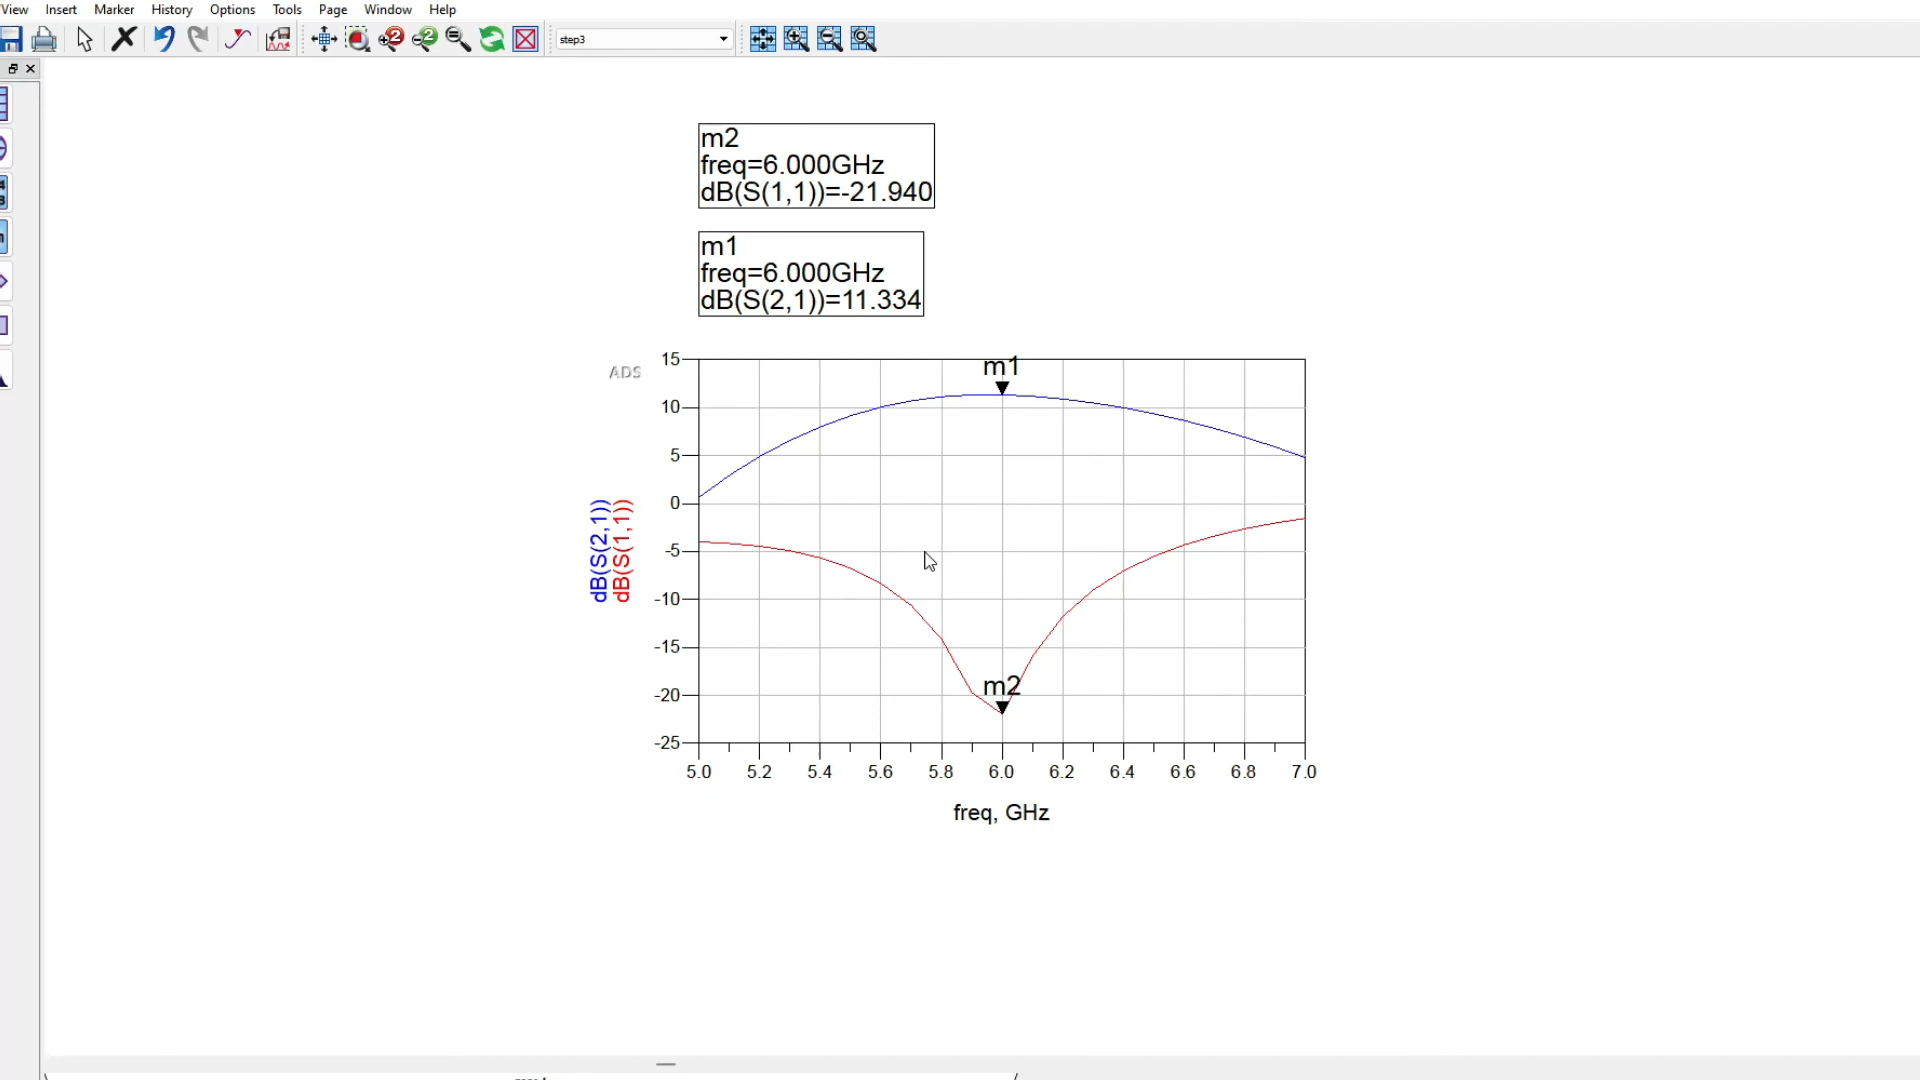 View Insert Marker History Options Tools Page Window Help
step3
m2
freq=6.000GHz
dB(S(1,1))=-21.940
m1
freq=6.000GHz
dB(S(2,1))=11.334
ADS
dB(S(2,1))
dB(S(1,1))
15
10
5
0
-5
-10
-15
-20
-25
m1
m2
5.0 5.2 5.4 5.6 5.8 6.0 6.2 6.4 6.6 6.8 7.0
freq, GHz